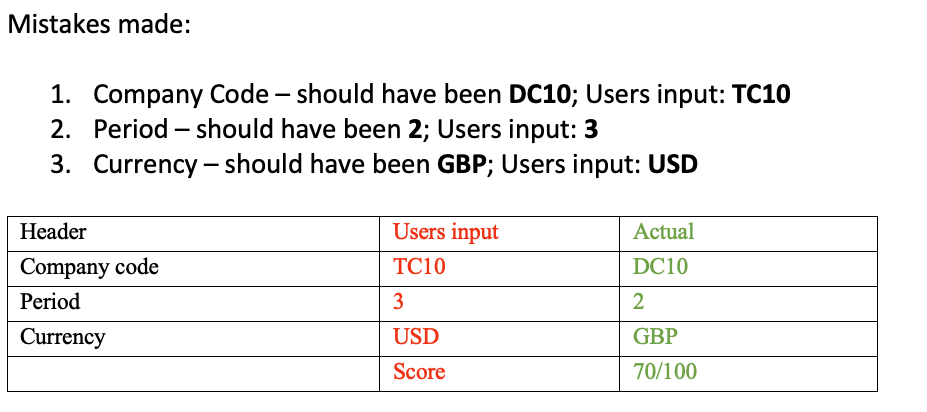 Mistakes made:
1. Company Code – should have been DC10; Users input: TC10
2. Period – should have been 2; Users input: 3
3. Currency – should have been GBP; Users input: USD
Header Users input Actual
Company code TC10 DC10
Period 3 2
Currency USD GBP
Score 70/100